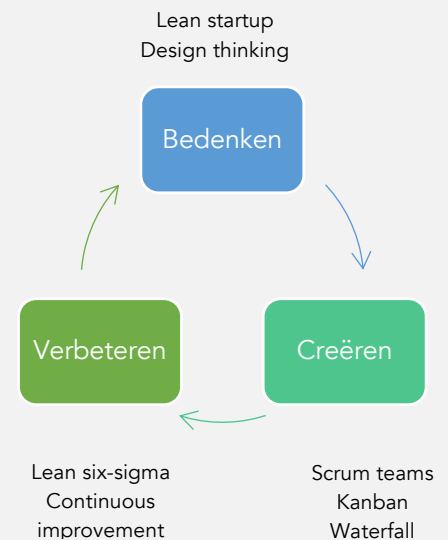 Lean startup
Design thinking
Bedenken
Verbeteren
Creëren
Lean six-sigma
Continuous
improvement
Scrum teams
Kanban
Waterfall